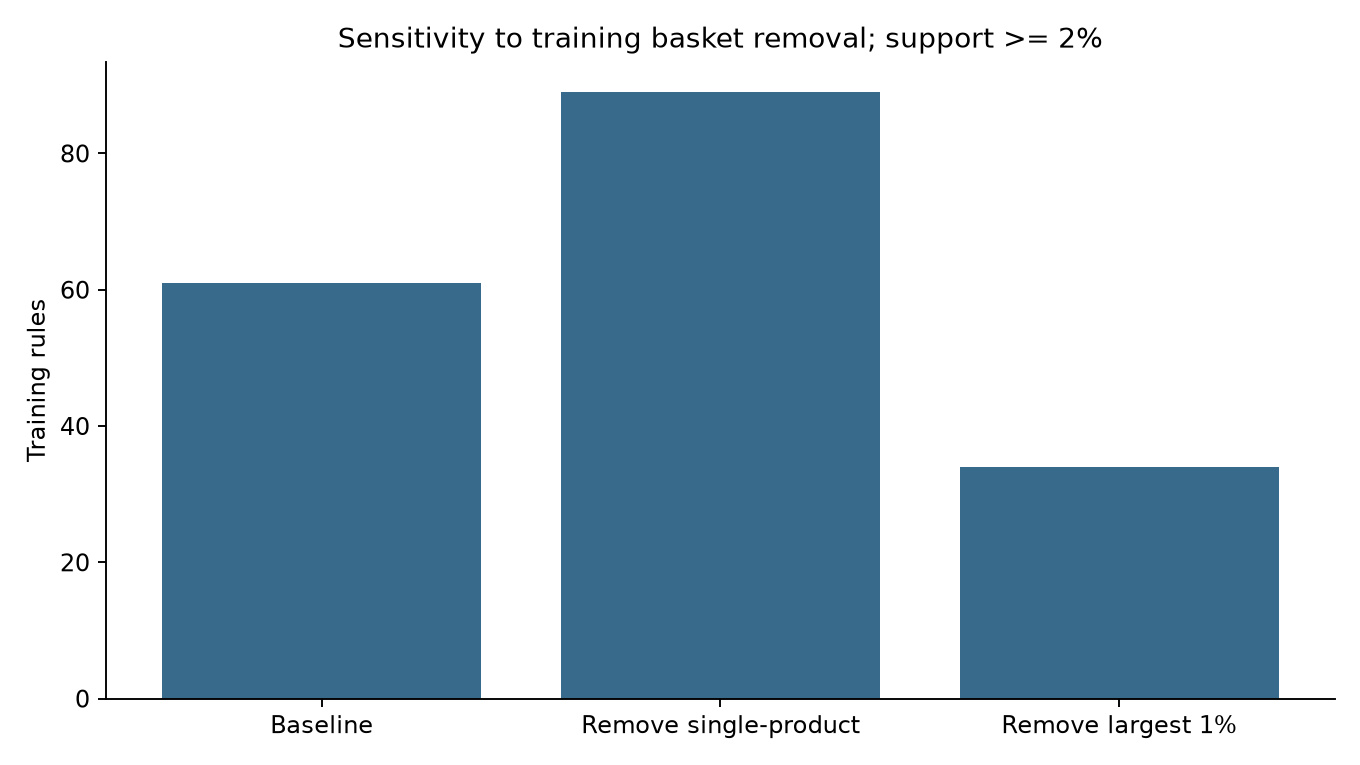 Sensitivity to training basket removal; support >= 2%
Training rules
80
60
40
20
0
Baseline
Remove single-product
Remove largest 1%